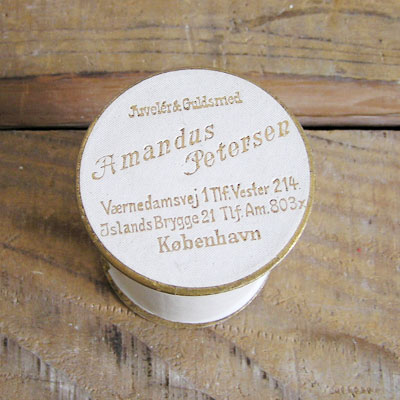 Juvelér & Guldsmed
Amandus
Petersen
Værnedamsvej 1 Tlf. Vester 214.
Islands Brygge 21 Tlf. Am. 803x
København